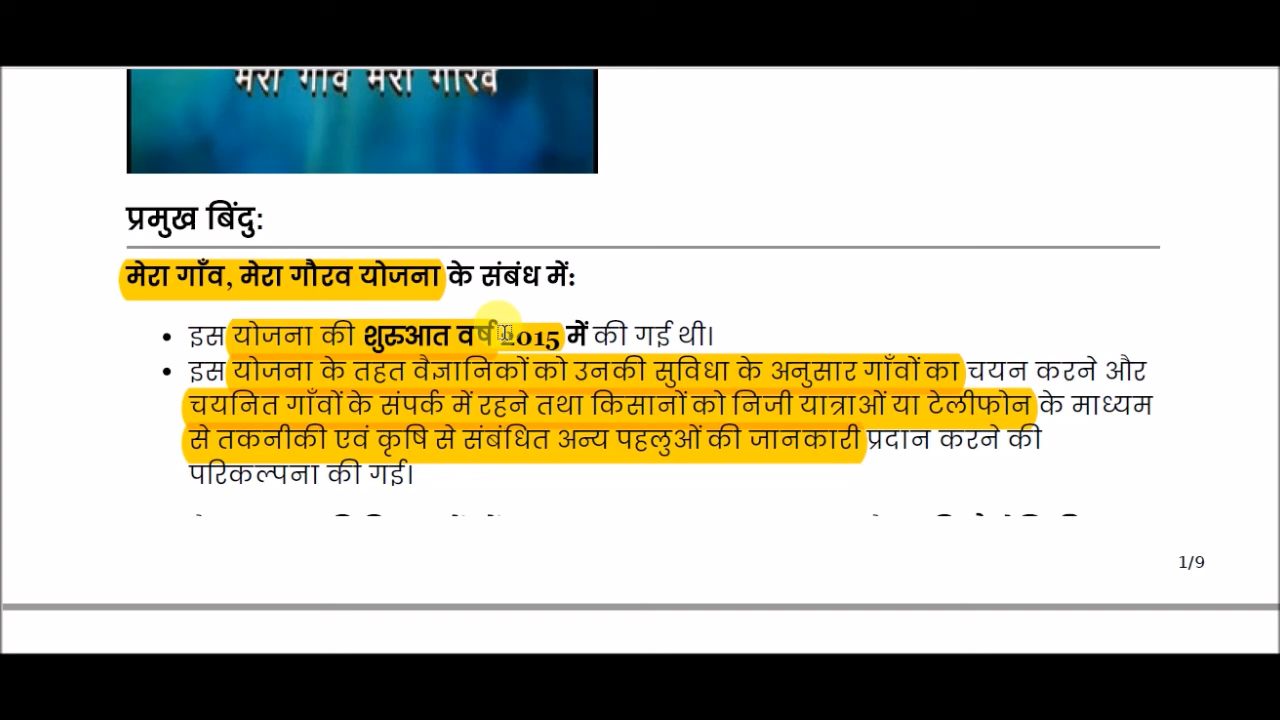 मेरा गाँव मेरा गौरव
प्रमुख बिंदु:
मेरा गाँव, मेरा गौरव योजना के संबंध में:
• इस योजना की शुरुआत वर्ष 2015 में की गई थी।
• इस योजना के तहत वैज्ञानिकों को उनकी सुविधा के अनुसार गाँवों का चयन करने और
चयनित गाँवों के संपर्क में रहने तथा किसानों को निजी यात्राओं या टेलीफोन के माध्यम
से तकनीकी एवं कृषि से संबंधित अन्य पहलुओं की जानकारी प्रदान करने की
परिकल्पना की गई।
1/9